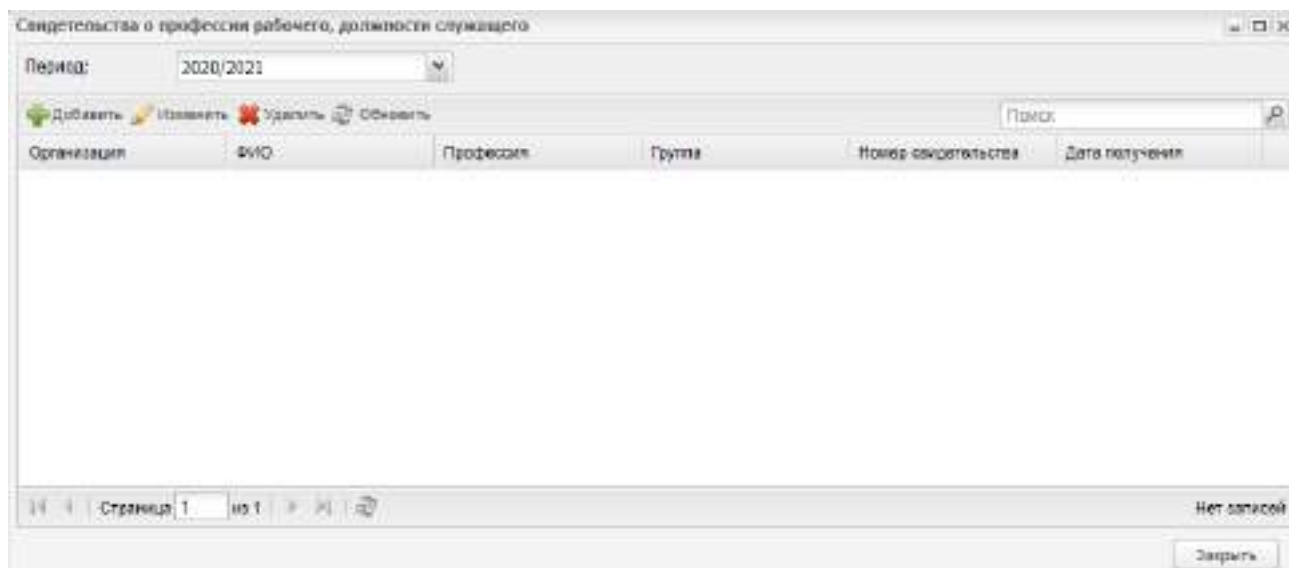 Свидетельства о профессии рабочего, должности служащего
Период: 2020/2021
Добавить Изменить Удалить Обновить Поиск
Организация ФИО Профессия Группа Номер свидетельства Дата получения
Страница 1 из 1 Нет записей
Закрыть